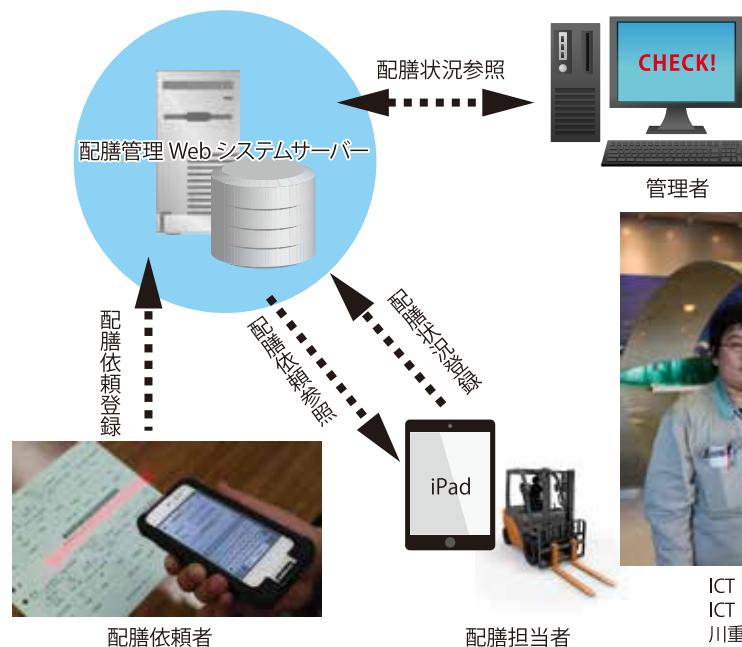 配膳状況参照
CHECK!
配膳管理 Web システムサーバー
管理者
配膳依頼登録
配膳依頼参照
配膳状況登録
iPad
配膳依頼者
配膳担当者
ICT
ICT
川重